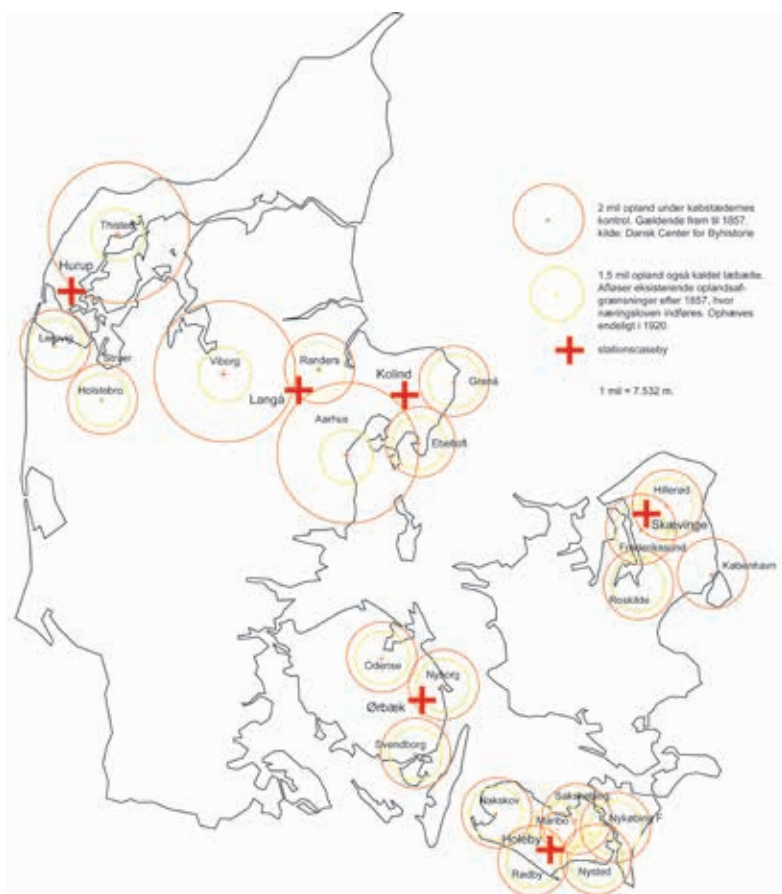 Thisted
Hurup
Lemvig
Struer
Holstebro
Viborg
Randers
Langå
Kolind
Grenå
Aarhus
Ebeltoft
2 mil opland under købstædernes
kontrol. Gældende frem til 1857.
kilde: Dansk Center for Byhistorie
1,5 mil opland også kaldet læbælte.
Afløser eksisterende oplandsaf-
grænsninger efter 1857, hvor
næringsloven indføres. Ophæves
endeligt i 1920.
stationscaseby
1 mil = 7.532 m.
Hillerød
Skævinge
Frederikssund
København
Roskilde
Odense
Nyborg
Ørbæk
Svendborg
Nakskov
Sakskøbing
Maribo
Nykøbing F
Holeby
Rødby
Nysted